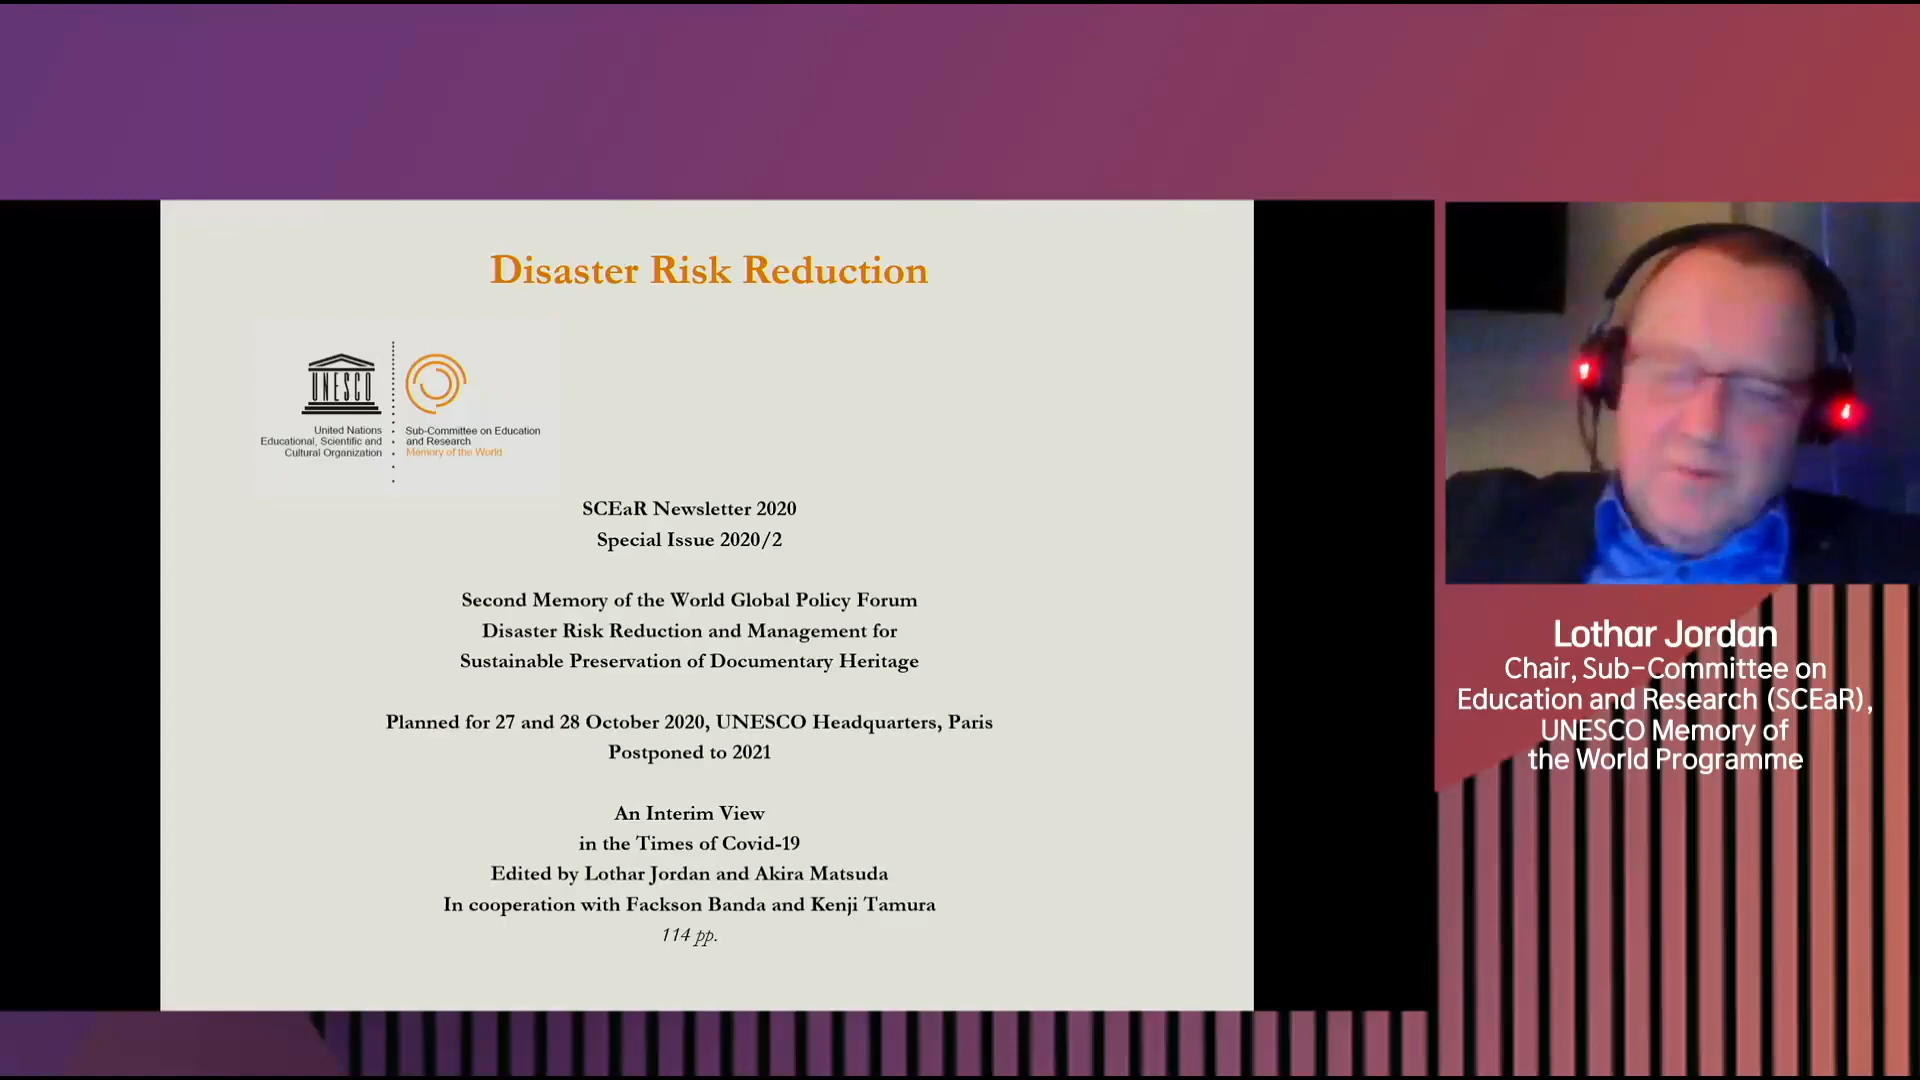 Disaster Risk Reduction
UNESCO
United Nations
Educational, Scientific and
Cultural Organization
Sub-Committee on Education
and Research
Memory of the World
SCEaR Newsletter 2020
Special Issue 2020/2
Second Memory of the World Global Policy Forum
Disaster Risk Reduction and Management for
Sustainable Preservation of Documentary Heritage
Planned for 27 and 28 October 2020, UNESCO Headquarters, Paris
Postponed to 2021
An Interim View
in the Times of Covid-19
Edited by Lothar Jordan and Akira Matsuda
In cooperation with Fackson Banda and Kenji Tamura
114 pp.
Lothar Jordan
Chair, Sub-Committee on
Education and Research (SCEaR),
UNESCO Memory of
the World Programme